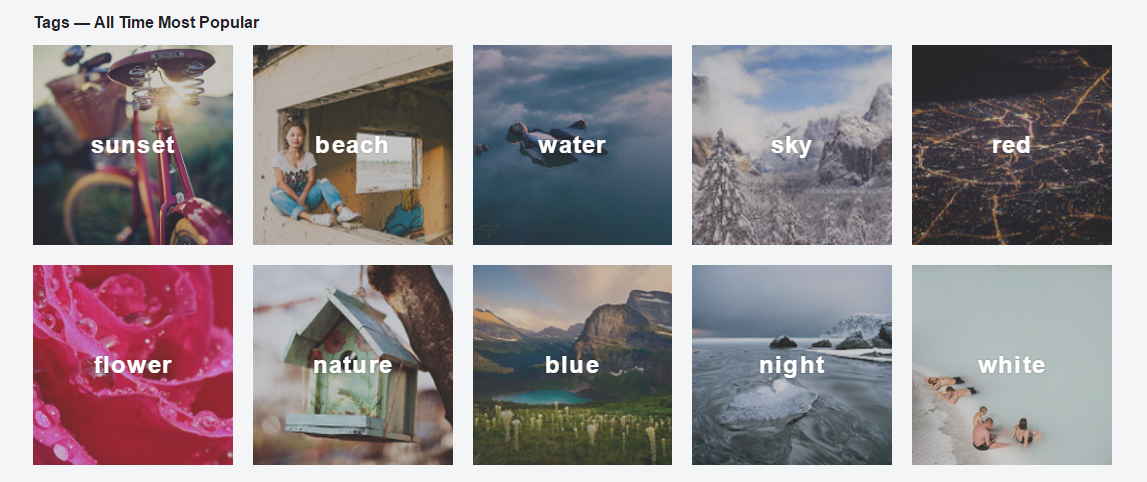 Tags — All Time Most Popular
sunset
beach
water
sky
red
flower
nature
blue
night
white